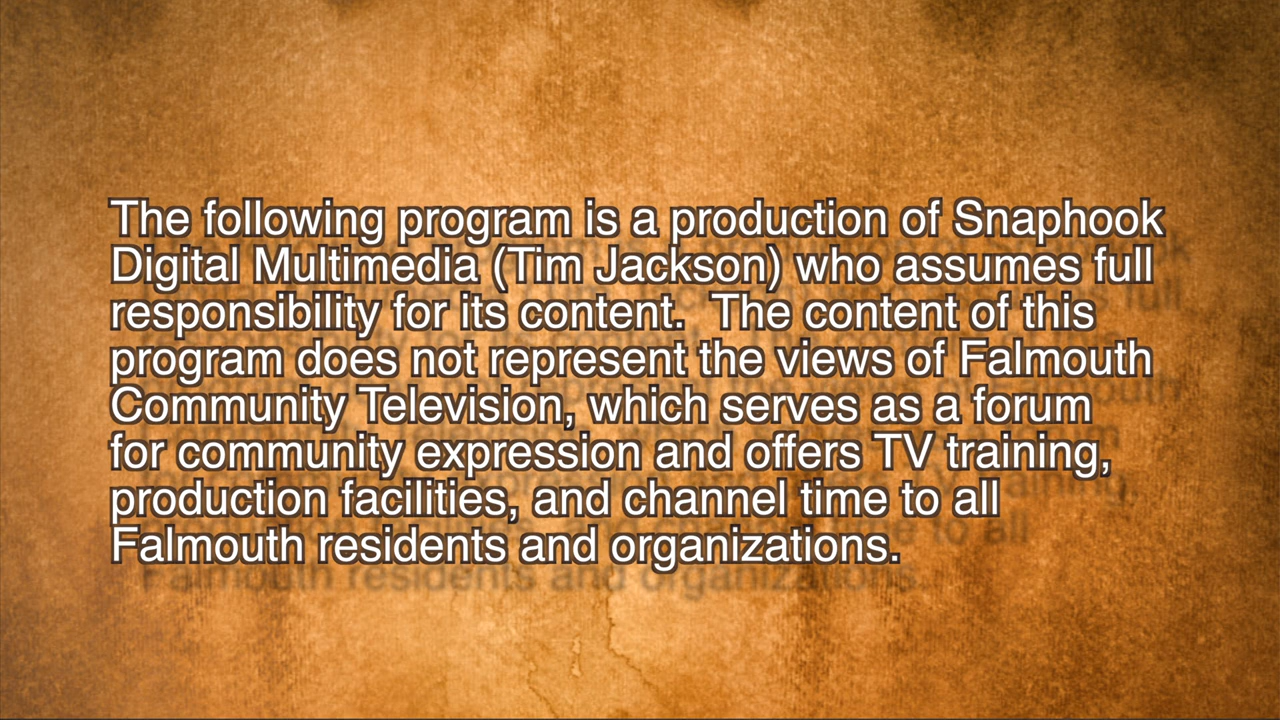 The following program is a production of Snaphook
Digital Multimedia (Tim Jackson) who assumes full
responsibility for its content.  The content of this
program does not represent the views of Falmouth
Community Television, which serves as a forum
for community expression and offers TV training,
production facilities, and channel time to all
Falmouth residents and organizations.